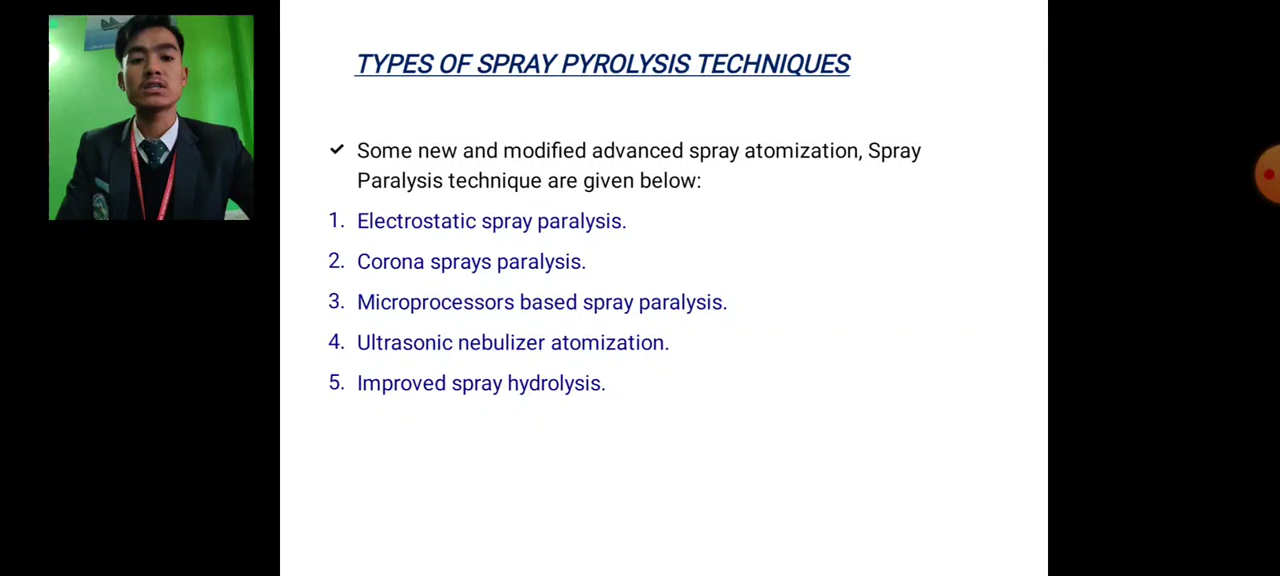 TYPES OF SPRAY PYROLYSIS TECHNIQUES
✓ Some new and modified advanced spray atomization, Spray
Paralysis technique are given below:
1. Electrostatic spray paralysis.
2. Corona sprays paralysis.
3. Microprocessors based spray paralysis.
4. Ultrasonic nebulizer atomization.
5. Improved spray hydrolysis.